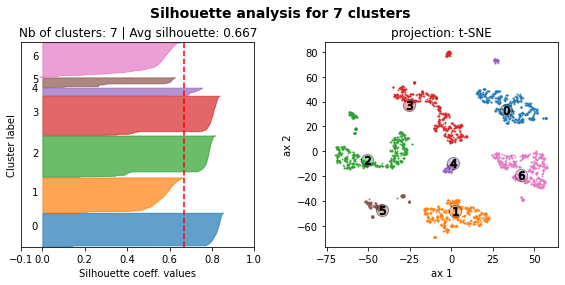 Silhouette analysis for 7 clusters
Nb of clusters: 7 | Avg silhouette: 0.667
Cluster label
6
5
4
3
2
1
0
−0.1 0.0 0.2 0.4 0.6 0.8 1.0
Silhouette coeff. values
projection: t-SNE
ax 2
80
60
40
20
0
−20
−40
−60
0
3
2
4
6
5
1
−75 −50 −25 0 25 50
ax 1